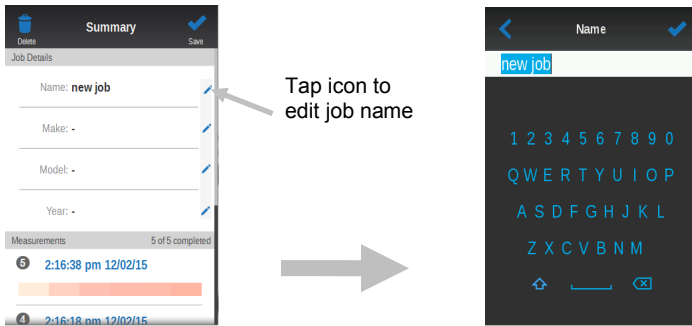 Summary
Delete
Save
Job Details
Name: new job
Make: -
Model: -
Year: -
Measurements 5 of 5 completed
5 2:16:38 pm 12/02/15
4 2:16:18 pm 12/02/15
Tap icon to
edit job name
Name
new job
1 2 3 4 5 6 7 8 9 0
Q W E R T Y U I O P
A S D F G H J K L
Z X C V B N M